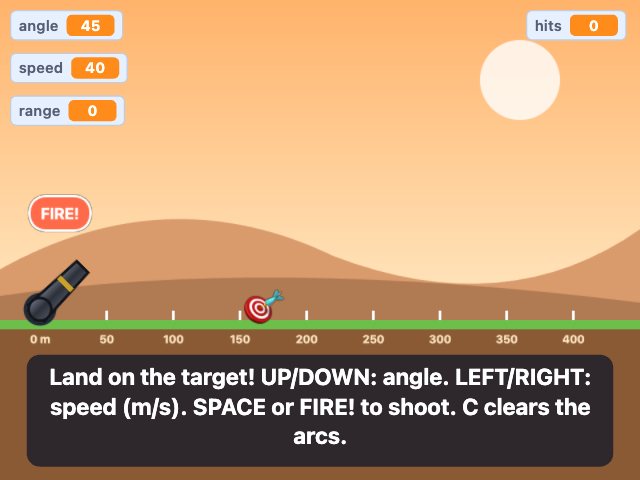 angle 45
hits 0
speed 40
range 0
FIRE!
0 m 50 100 150 200 250 300 350 400
Land on the target! UP/DOWN: angle. LEFT/RIGHT:
speed (m/s). SPACE or FIRE! to shoot. C clears the
arcs.